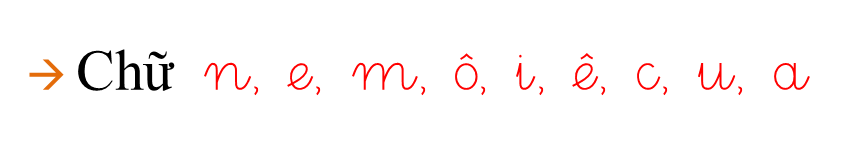 → Chữ n, e, m, ô, i, ê, c, u, a